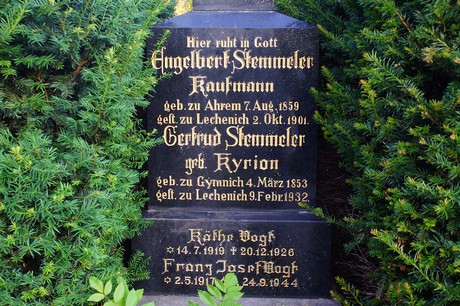 Hier ruht in Gott
Engelbert Stemmeler
Kaufmann
geb. zu Ahrem 7. Aug. 1859
gest. zu Lechenich 2. Okt. 1901.
Gertrud Stemmeler
geb. Kyrion
geb. zu Gymnich 4. März 1853
gest. zu Lechenich 9. Febr. 1932.
Käthe Vogt
✲ 14.7.1919 † 20.12.1926
Franz Josef Vogt
✲ 2.5.1917 † 24.9.1944